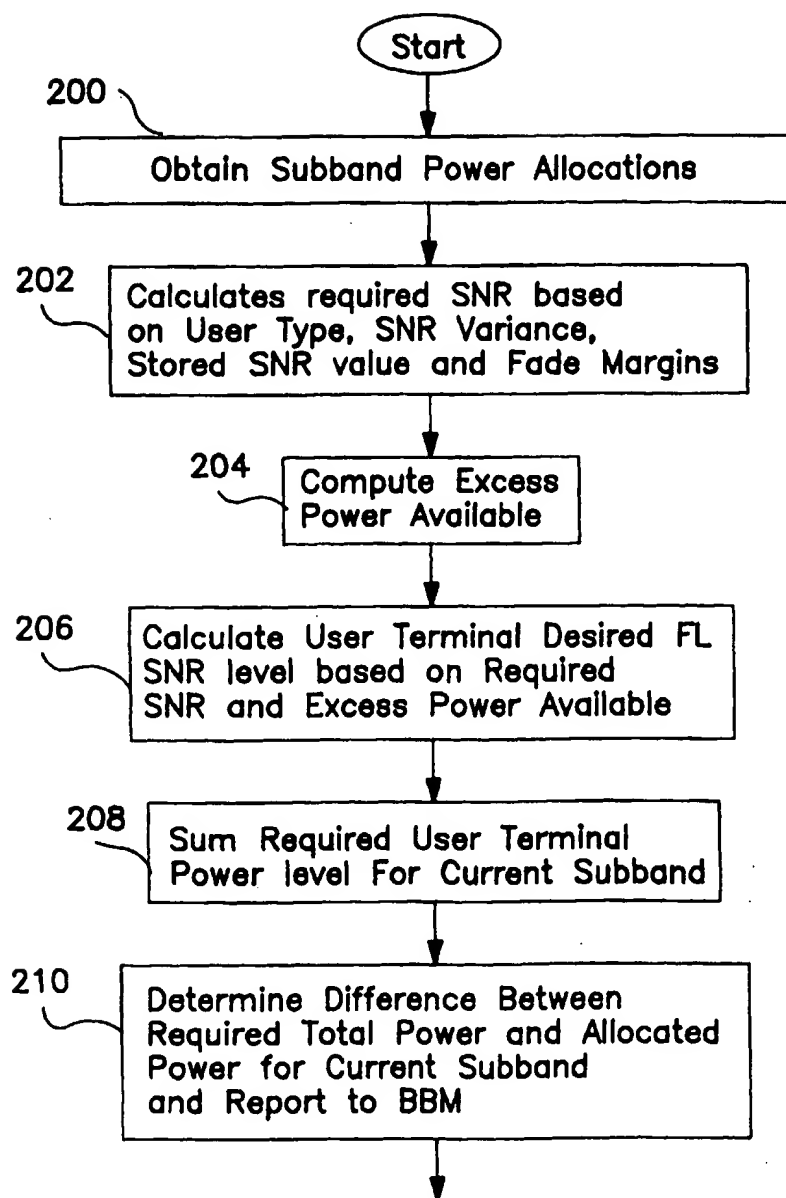 Start
200
Obtain Subband Power Allocations
202
Calculates required SNR based
on User Type, SNR Variance,
Stored SNR value and Fade Margins
204
Compute Excess
Power Available
206
Calculate User Terminal Desired FL
SNR level based on Required
SNR and Excess Power Available
208
Sum Required User Terminal
Power level For Current Subband
210
Determine Difference Between
Required Total Power and Allocated
Power for Current Subband
and Report to BBM